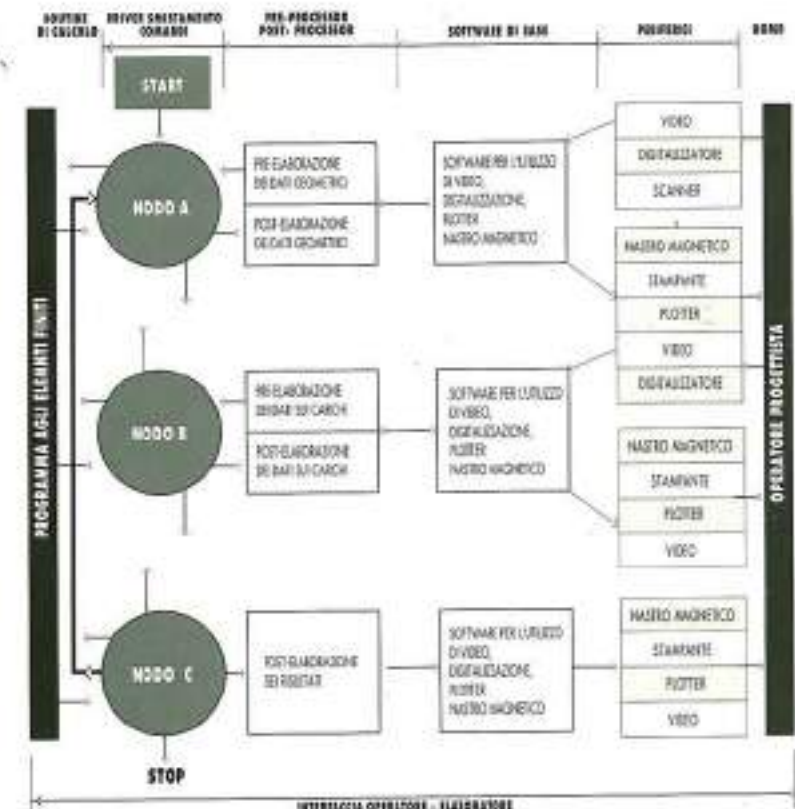 ROUTINE
DI CALCOLO
DRIVER SMISTAMENTO
COMANDI
PRE-PROCESSOR
POST-PROCESSOR
SOFTWARE DI BASE
PERIFERICI
UOMO
START
NODO A
PRE-ELABORAZIONE
DEI DATI GEOMETRICI
POST-ELABORAZIONE
DEI DATI GEOMETRICI
SOFTWARE PER L'UTILIZZO
DI VIDEO,
DIGITALIZZAZIONE,
PLOTTER
NASTRO MAGNETICO
VIDEO
DIGITALIZZATORE
SCANNER
NASTRO MAGNETICO
STAMPANTE
PLOTTER
VIDEO
DIGITALIZZATORE
NODO B
PRE-ELABORAZIONE
DEI DATI SUI CARICHI
POST-ELABORAZIONE
DEI DATI SUI CARICHI
SOFTWARE PER L'UTILIZZO
DI VIDEO,
DIGITALIZZAZIONE,
PLOTTER
NASTRO MAGNETICO
NASTRO MAGNETICO
STAMPANTE
PLOTTER
VIDEO
NODO C
POST-ELABORAZIONE
DEI RISULTATI
SOFTWARE PER L'UTILIZZO
DI VIDEO,
DIGITALIZZAZIONE,
PLOTTER
NASTRO MAGNETICO
NASTRO MAGNETICO
STAMPANTE
PLOTTER
VIDEO
STOP
PROGRAMMA AGLI ELEMENTI FINITI
OPERATORE PROGETTISTA
INTERFACCIA OPERATORE - ELABORATORE